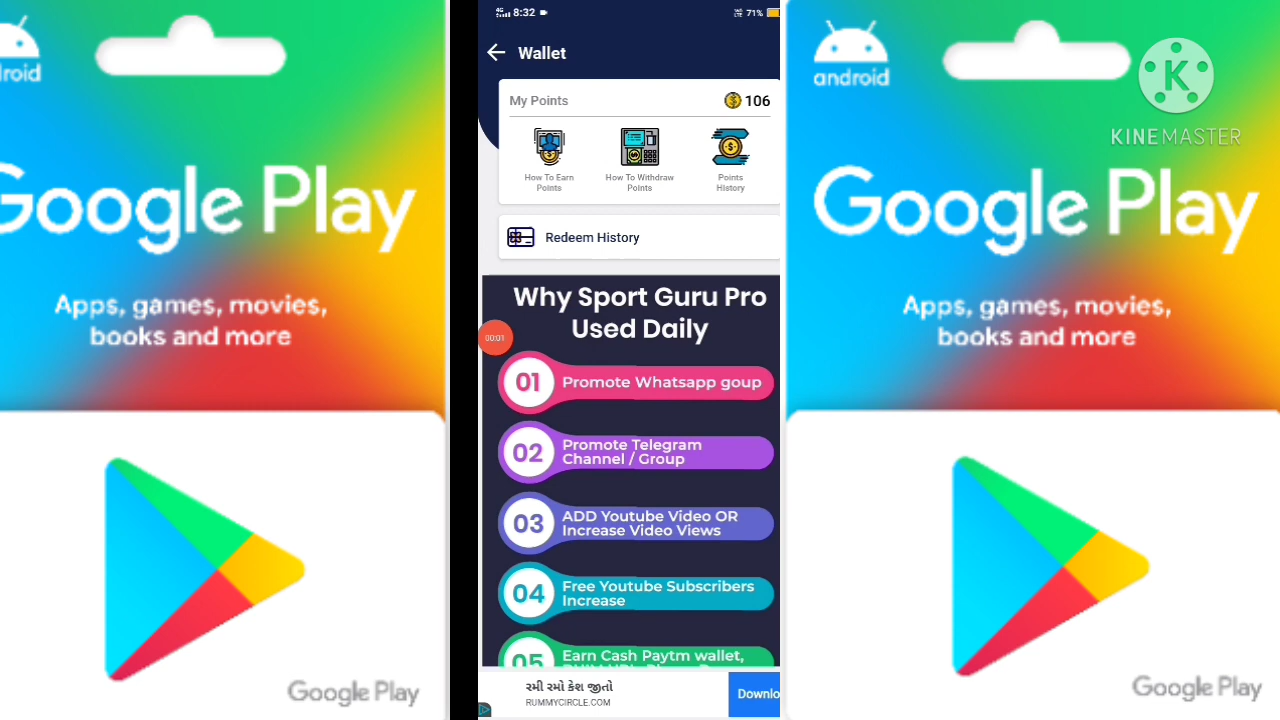 roid
Google Play
Apps, games, movies,
books and more
Google Play
4G 8:32
71%
Wallet
My Points
106
How To Earn
Points
How To Withdraw
Points
Points
History
Redeem History
Why Sport Guru Pro
Used Daily
00:01
01 Promote Whatsapp goup
02 Promote Telegram
Channel / Group
03 ADD Youtube Video OR
Increase Video Views
04 Free Youtube Subscribers
Increase
05 Earn Cash Paytm wallet,
રમી રમો કેશ જીતો
RUMMYCIRCLE.COM
Downlo
android
K
KINEMASTER
Google Play
Apps, games, movies,
books and more
Google Play